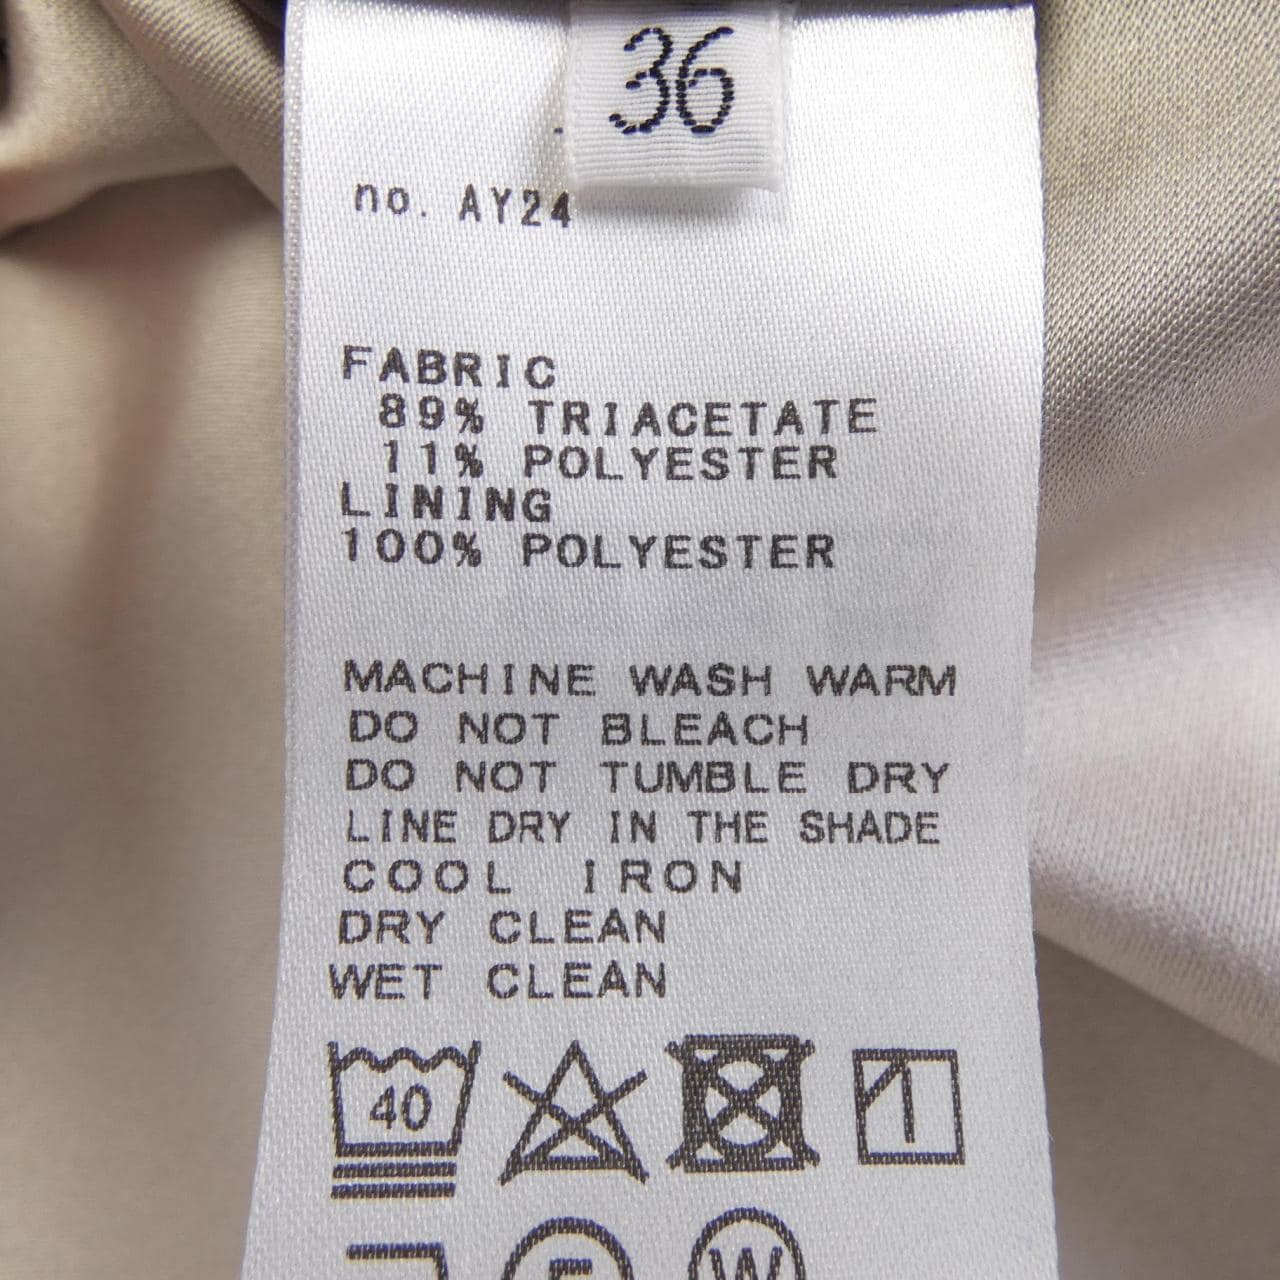 36
no. AY24
FABRIC
89% TRIACETATE
11% POLYESTER
LINING
100% POLYESTER
MACHINE WASH WARM
DO NOT BLEACH
DO NOT TUMBLE DRY
LINE DRY IN THE SHADE
COOL IRON
DRY CLEAN
WET CLEAN
40
W